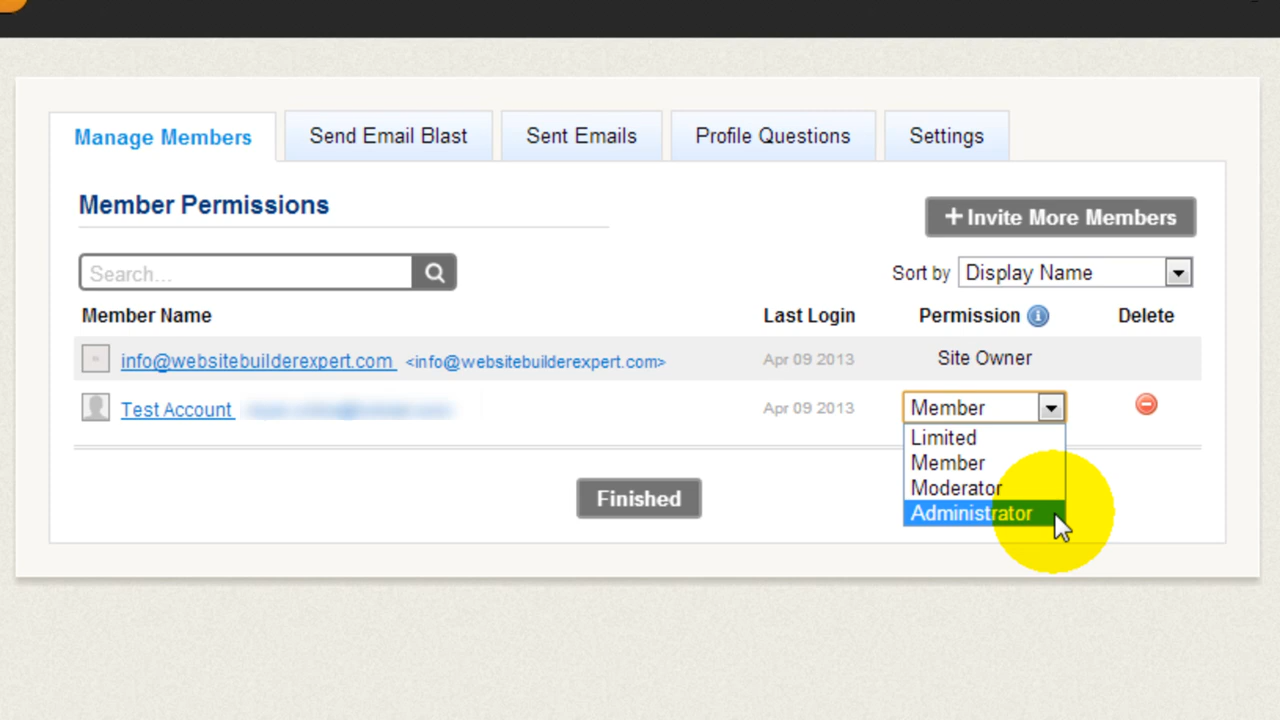 Manage Members
Send Email Blast
Sent Emails
Profile Questions
Settings
Member Permissions
+ Invite More Members
Search...
Sort by Display Name
Member Name Last Login Permission Delete
info@websitebuilderexpert.com <info@websitebuilderexpert.com> Apr 09 2013 Site Owner
Test Account Apr 09 2013 Member
Limited
Member
Moderator
Administrator
Finished